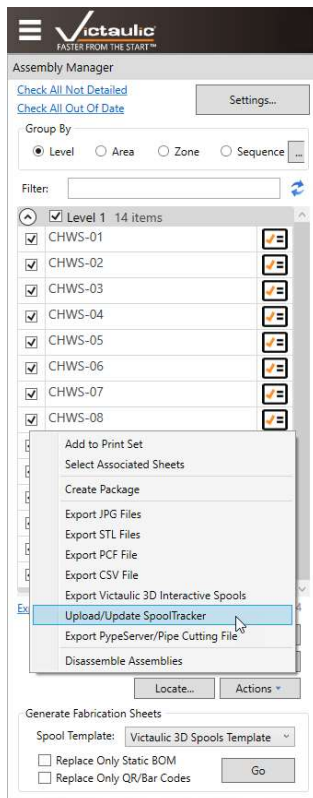 Victaulic
FASTER FROM THE START™
Assembly Manager
Check All Not Detailed
Check All Out Of Date
Settings...
Group By
Level Area Zone Sequence ...
Filter:
Level 1 14 items
CHWS-01
CHWS-02
CHWS-03
CHWS-04
CHWS-05
CHWS-06
CHWS-07
CHWS-08
Add to Print Set
Select Associated Sheets
Create Package
Export JPG Files
Export STL Files
Export PCF File
Export CSV File
Export Victaulic 3D Interactive Spools
Ex 4
Upload/Update SpoolTracker
Export PypeServer/Pipe Cutting File
Disassemble Assemblies
Locate... Actions
Generate Fabrication Sheets
Spool Template: Victaulic 3D Spools Template
Replace Only Static BOM
Replace Only QR/Bar Codes
Go